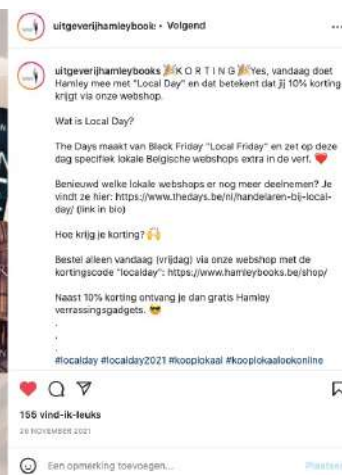 uitgeverijhamleybook: • Volgend
...
uitgeverijhamleybooks 🎉K O R T I N G 🎉Yes, vandaag doet
Hamley mee met "Local Day" en dat betekent dat jij 10% korting
krijgt via onze webshop.
Wat is Local Day?
The Days maakt van Black Friday "Local Friday" en zet op deze
dag specifiek lokale Belgische webshops extra in de verf. ❤️
Benieuwd welke lokale webshops er nog meer deelnemen? Je
vindt ze hier: https://www.thedays.be/nl/handelaren-bij-local-
day/ (link in bio)
Hoe krijg je korting? 🙌
Bestel alleen vandaag (vrijdag) via onze webshop met de
kortingscode "localday": https://www.hamleybooks.be/shop/
Naast 10% korting ontvang je dan gratis Hamley
verrassingsgadgets. 😎
.
.
.
#localday #localday2021 #kooplokaal #kooplokaalookonline
155 vind-ik-leuks
26 NOVEMBER 2021
Een opmerking toevoegen...
Plaatsen